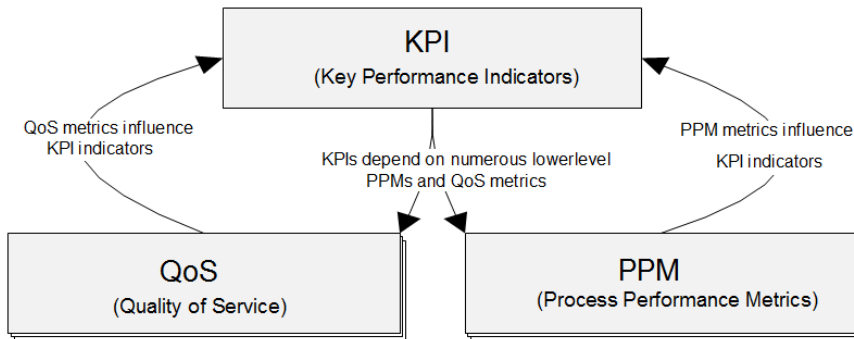 KPI
(Key Performance Indicators)
QoS metrics influence
KPI indicators
KPIs depend on numerous lowerlevel
PPMs and QoS metrics
PPM metrics influence
KPI indicators
QoS
(Quality of Service)
PPM
(Process Performance Metrics)